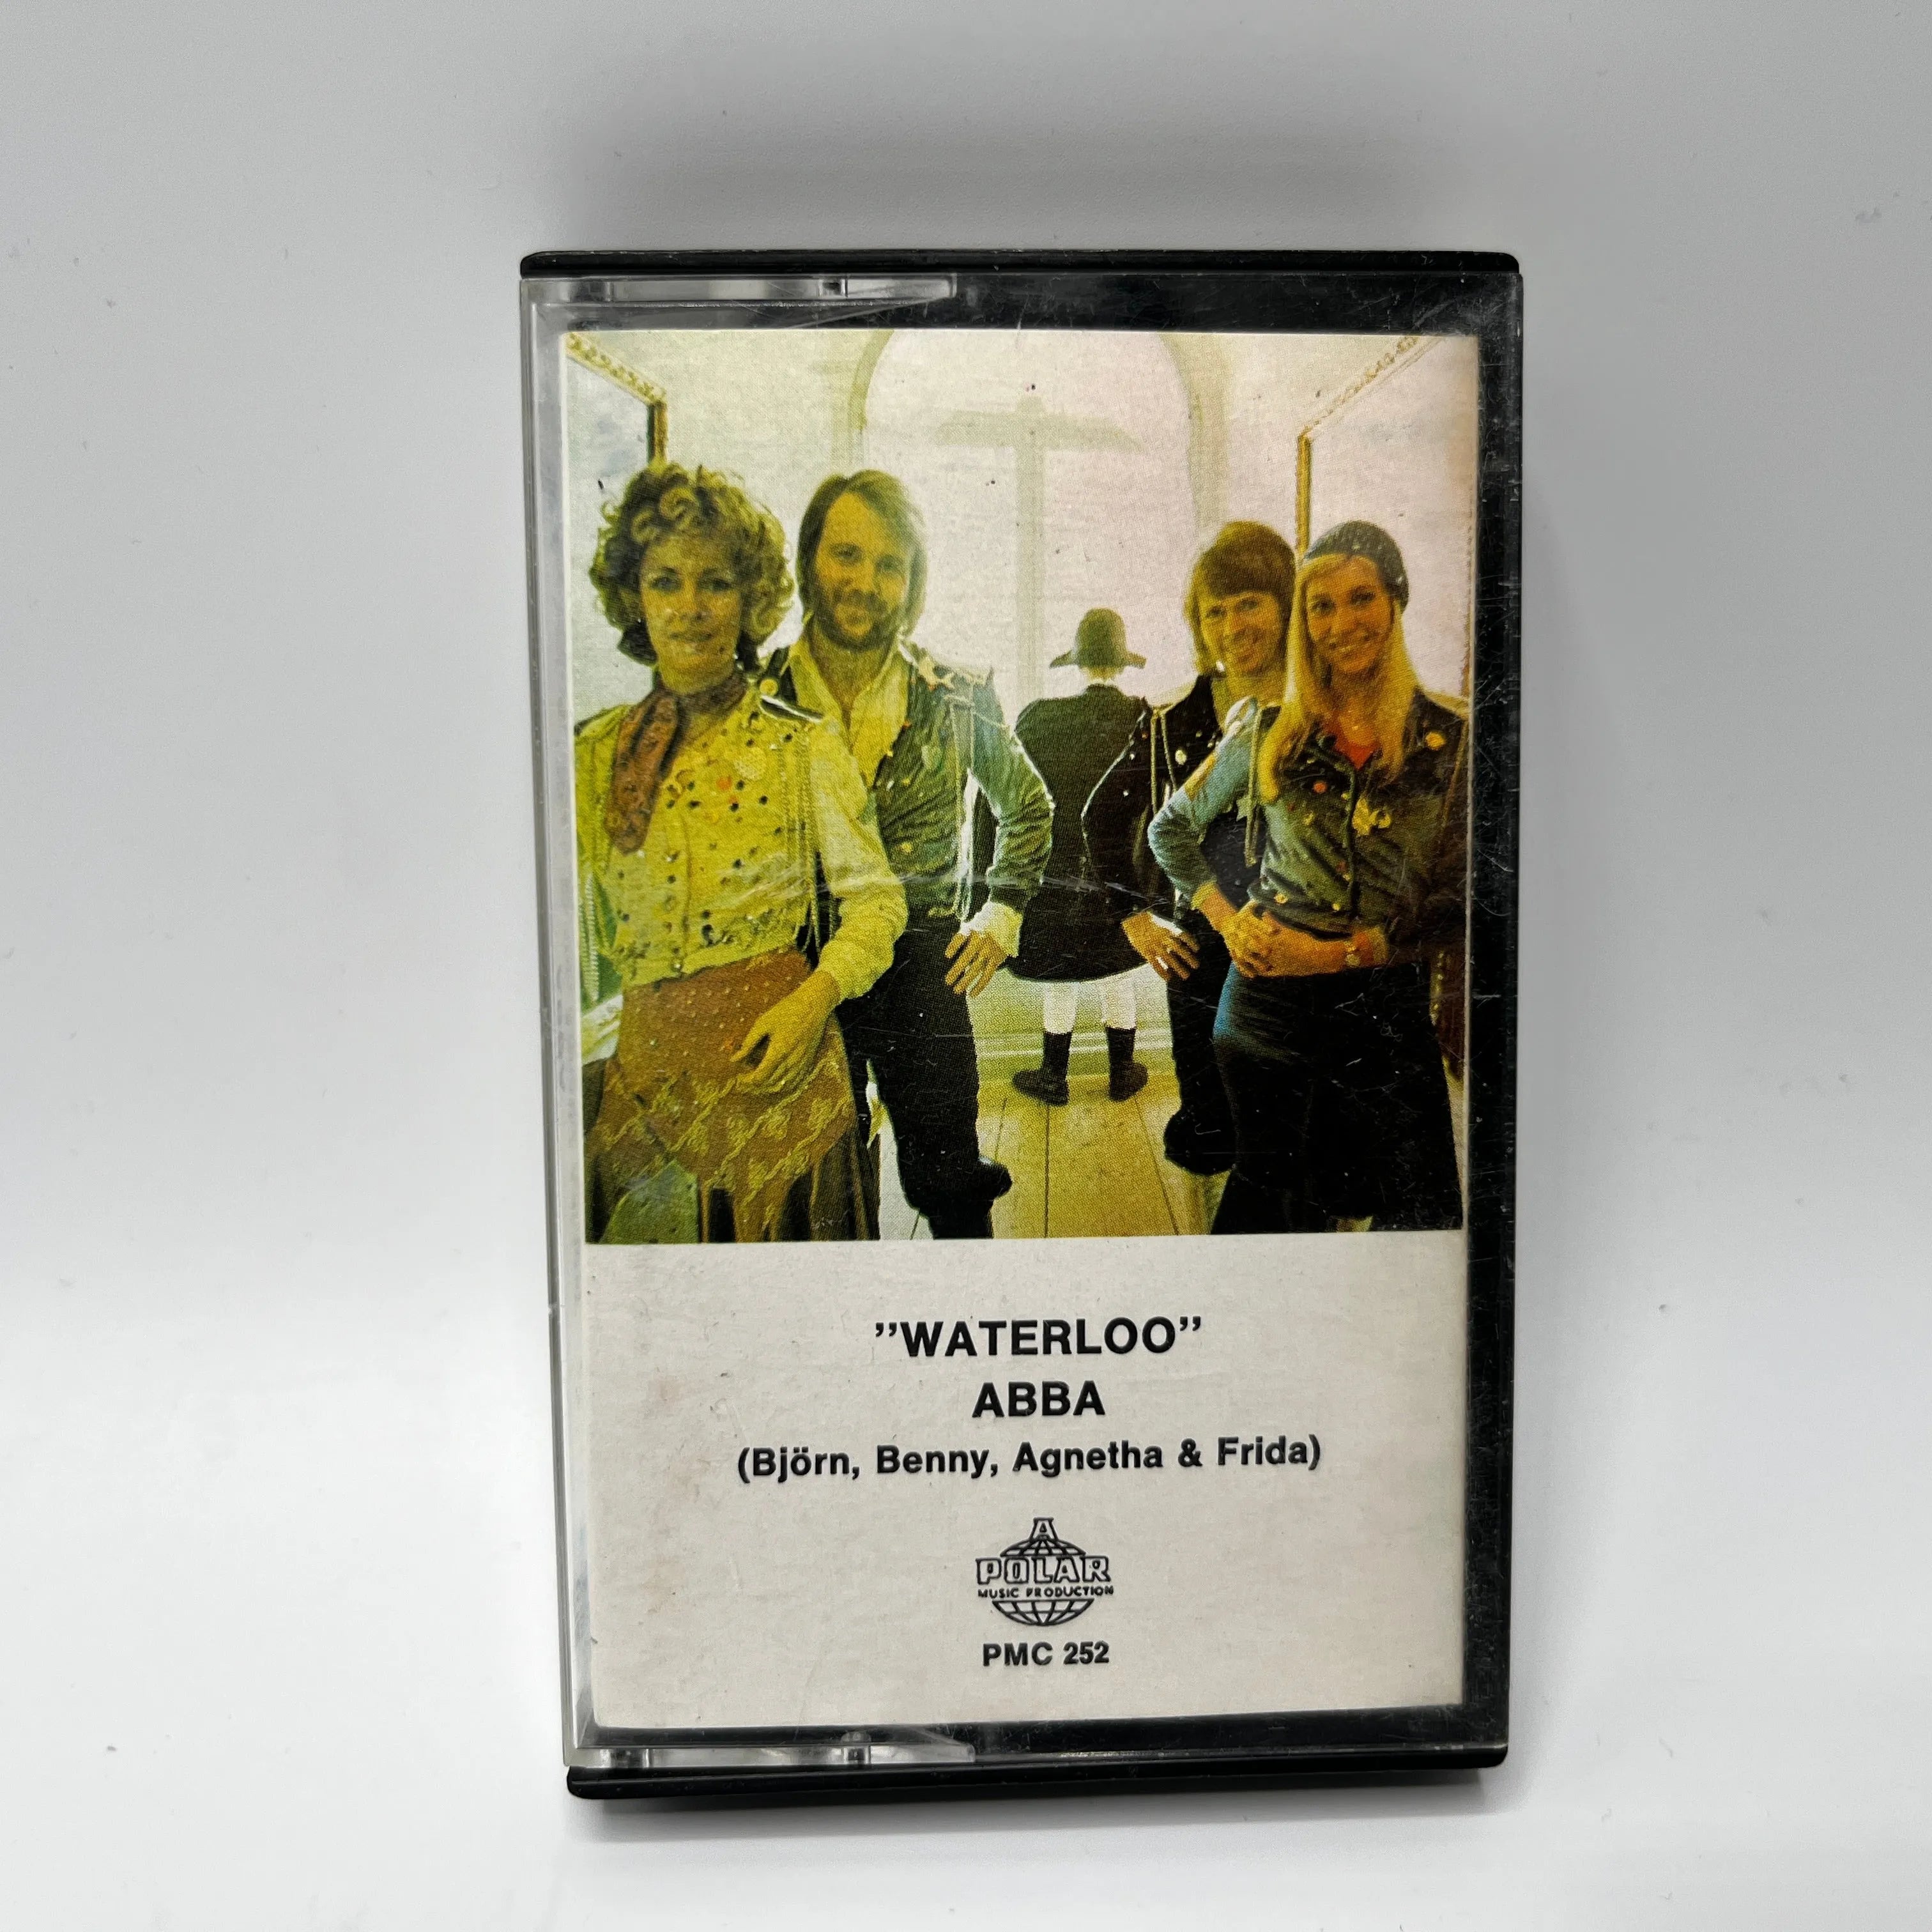 ”WATERLOO”
ABBA
(Björn, Benny, Agnetha & Frida)
A
POLAR
MUSIC PRODUCTION
PMC 252